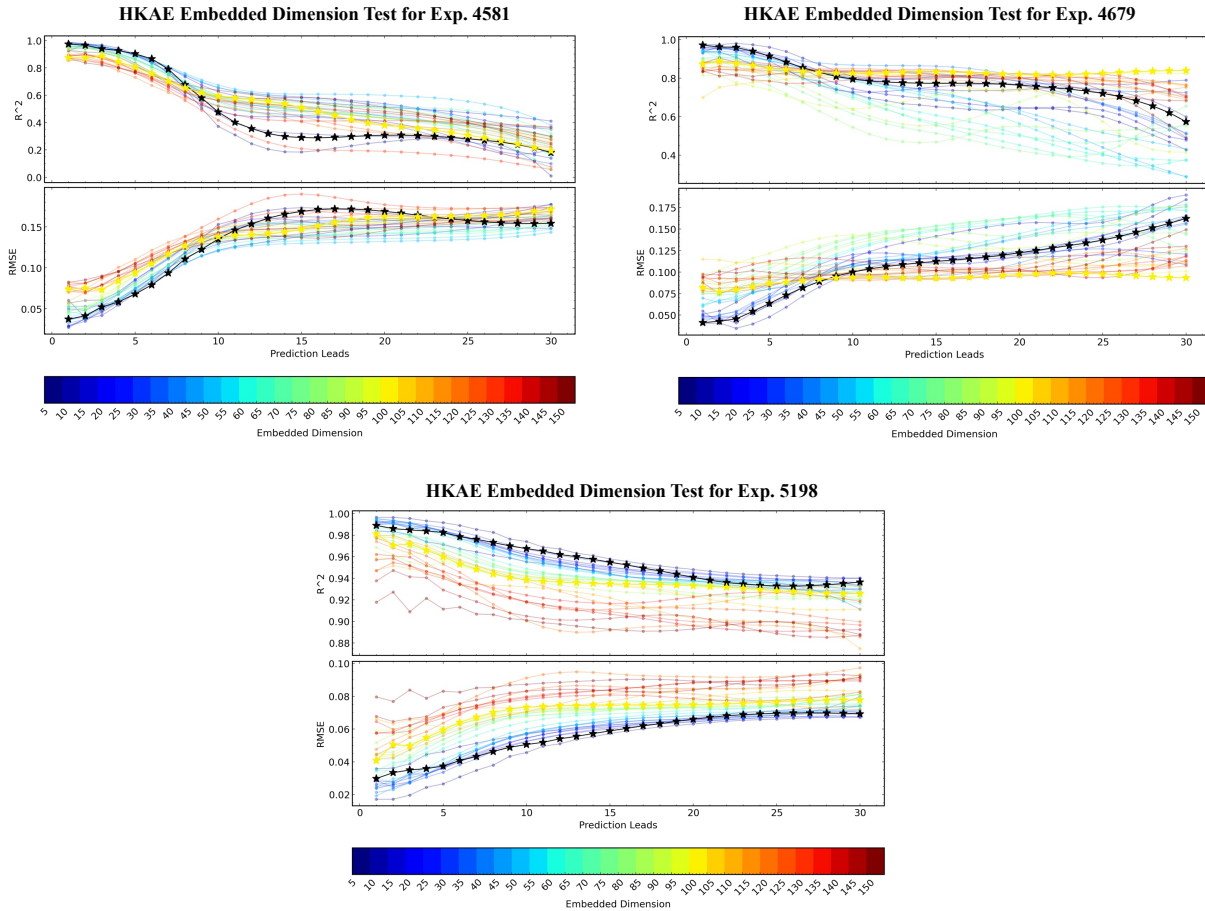 HKAE Embedded Dimension Test for Exp. 4581
1.0
0.8
0.6
0.4
0.2
0.0
R^2
0.15
0.10
0.05
RMSE
0 5 10 15 20 25 30
Prediction Leads
5 10 15 20 25 30 35 40 45 50 55 60 65 70 75 80 85 90 95 100 105 110 115 120 125 130 135 140 145 150
Embedded Dimension
HKAE Embedded Dimension Test for Exp. 4679
1.0
0.8
0.6
0.4
R^2
0.175
0.150
0.125
0.100
0.075
0.050
RMSE
0 5 10 15 20 25 30
Prediction Leads
5 10 15 20 25 30 35 40 45 50 55 60 65 70 75 80 85 90 95 100 105 110 115 120 125 130 135 140 145 150
Embedded Dimension
HKAE Embedded Dimension Test for Exp. 5198
1.00
0.98
0.96
0.94
0.92
0.90
0.88
R^2
0.10
0.08
0.06
0.04
0.02
RMSE
0 5 10 15 20 25 30
Prediction Leads
5 10 15 20 25 30 35 40 45 50 55 60 65 70 75 80 85 90 95 100 105 110 115 120 125 130 135 140 145 150
Embedded Dimension